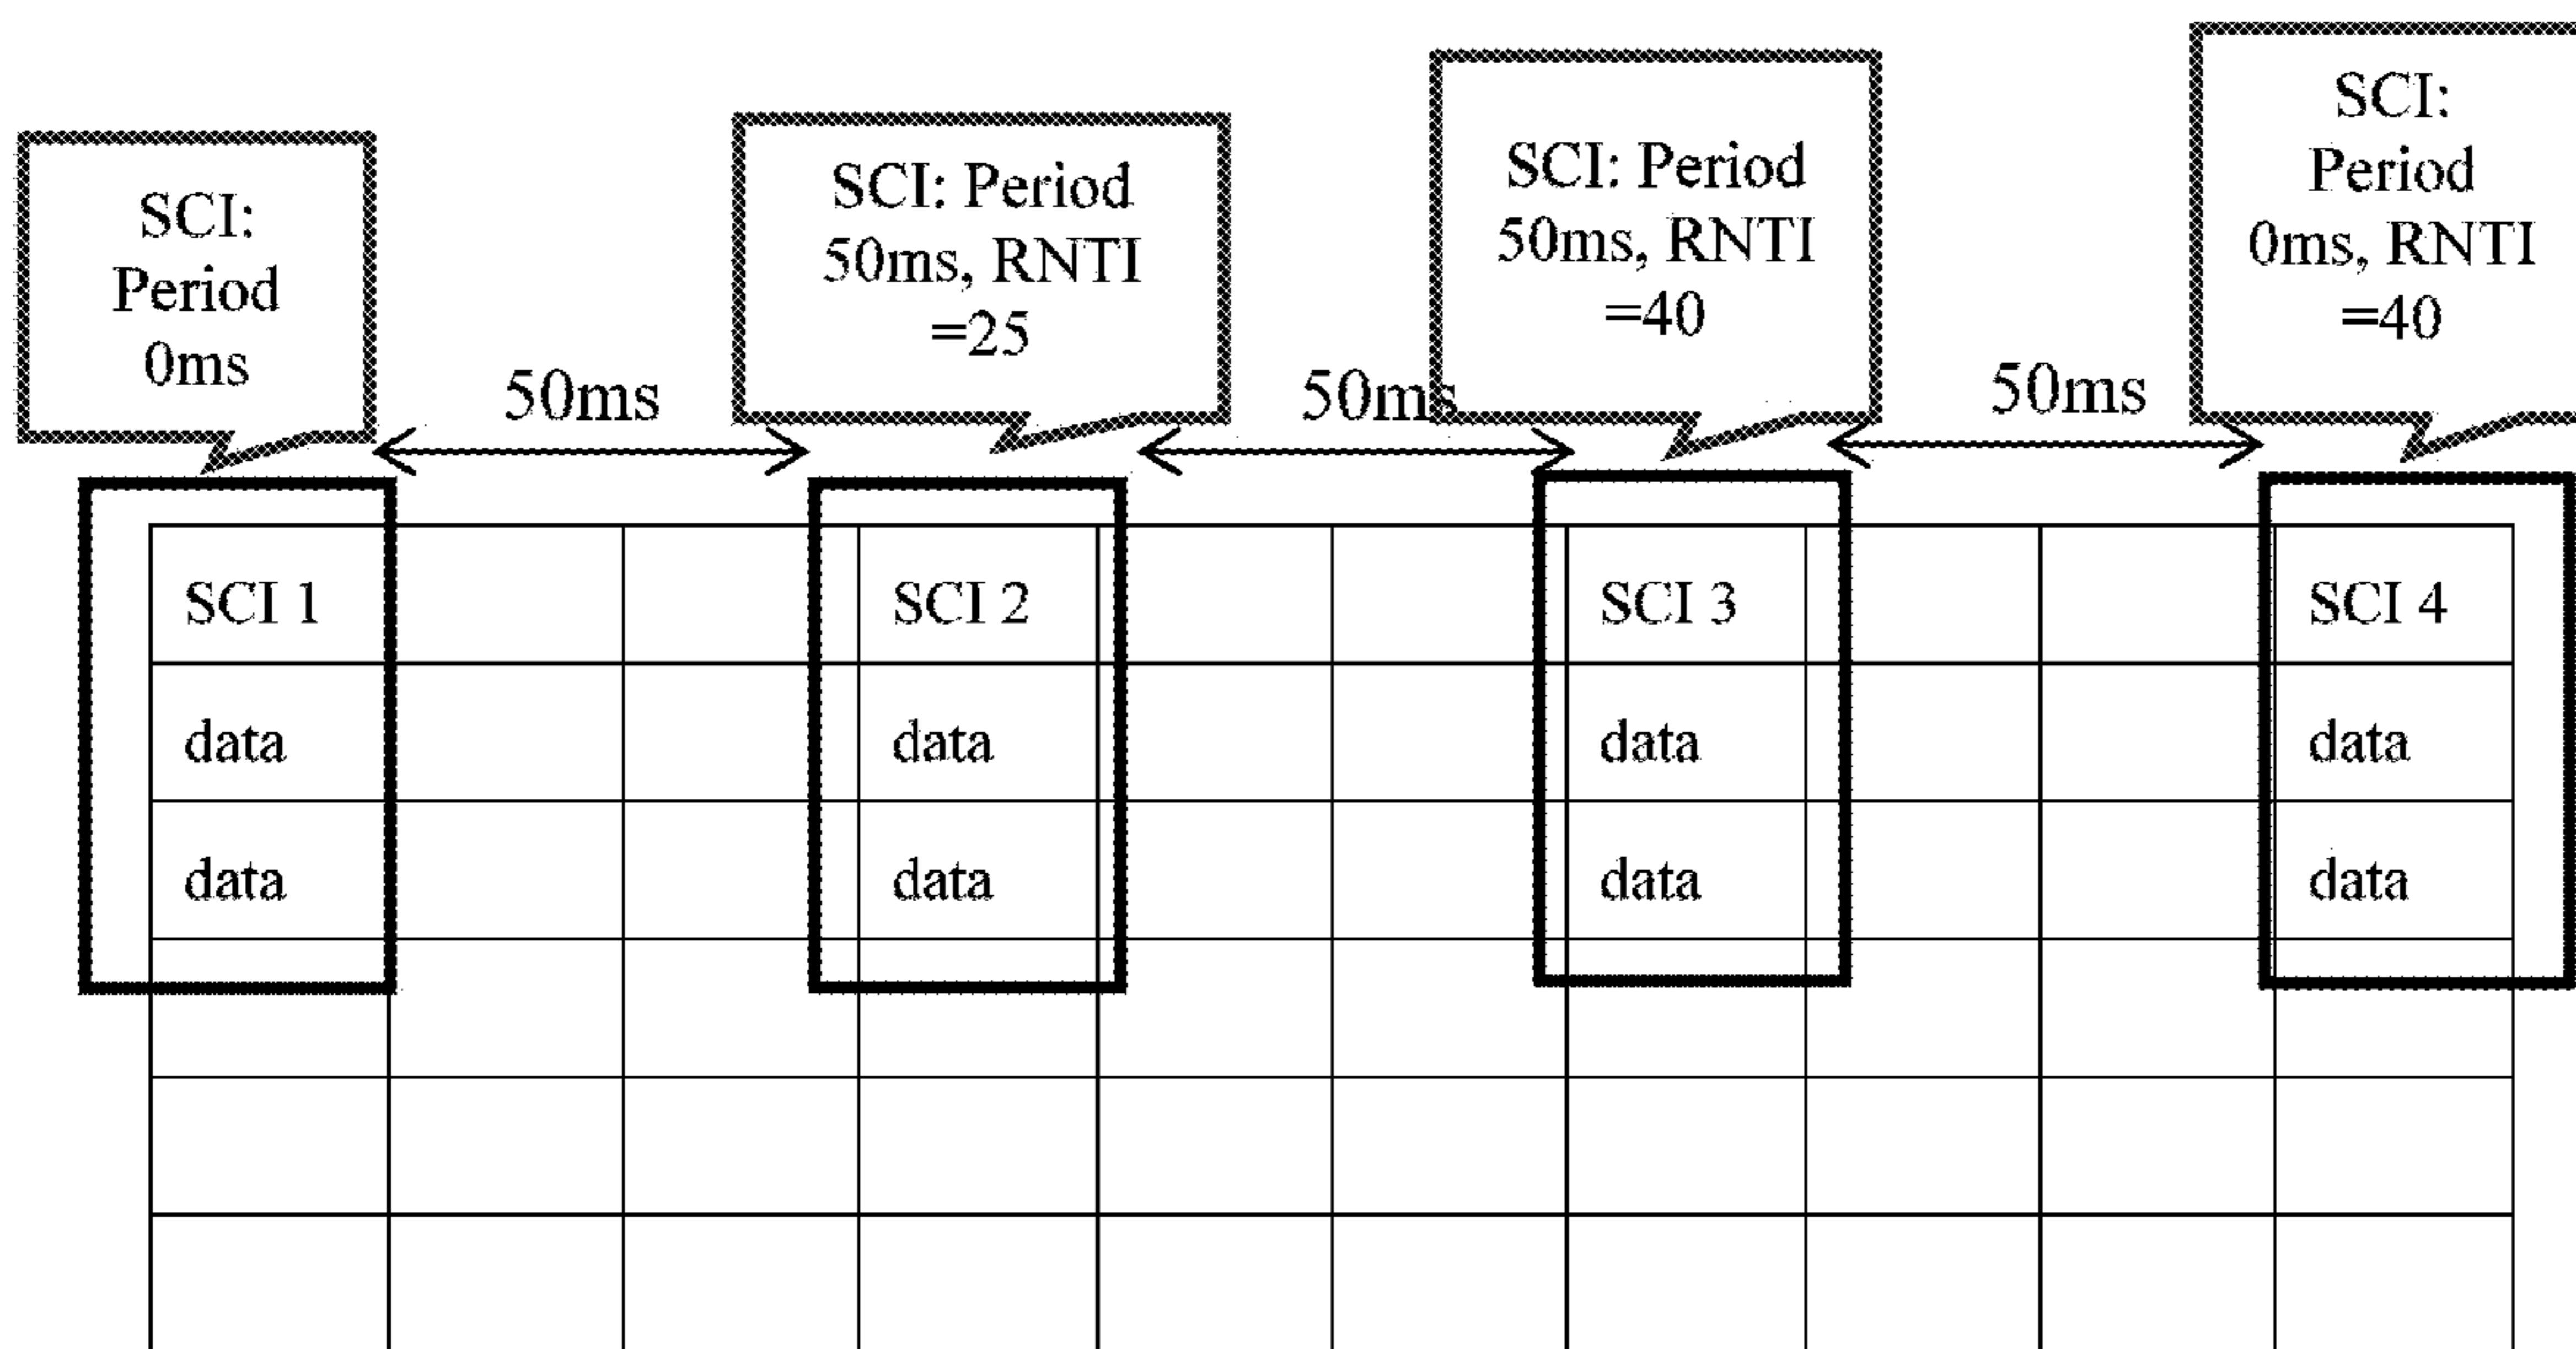 SCI:
Period
0ms
SCI: Period
50ms, RNTI
=25
SCI: Period
50ms, RNTI
=40
SCI:
Period
0ms, RNTI
=40
50ms
50ms
50ms
SCI 1
SCI 2
SCI 3
SCI 4
data
data
data
data
data
data
data
data